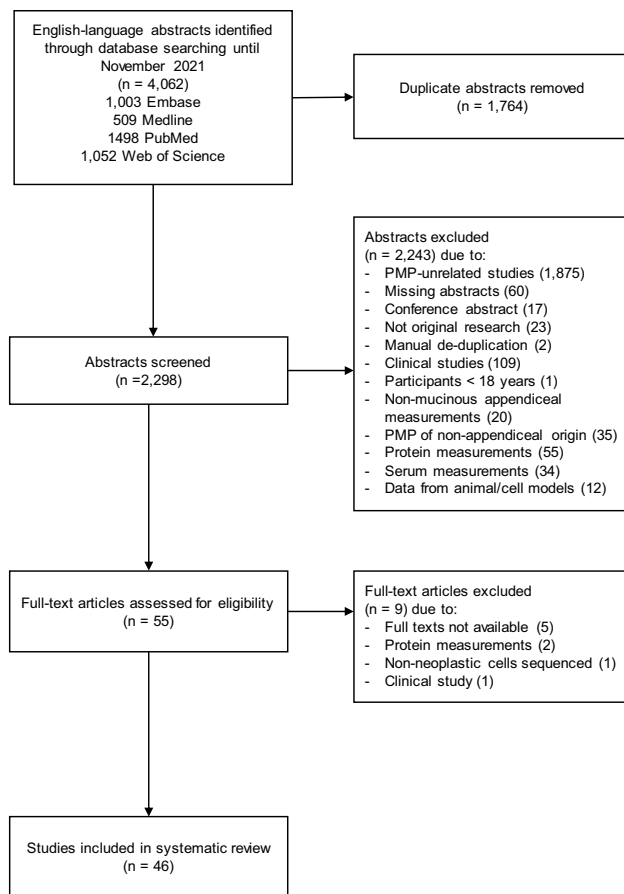 English-language abstracts identified
through database searching until
November 2021
(n = 4,062)
1,003 Embase
509 Medline
1498 PubMed
1,052 Web of Science
Duplicate abstracts removed
(n = 1,764)
Abstracts excluded
(n = 2,243) due to:
- PMP-unrelated studies (1,875)
- Missing abstracts (60)
- Conference abstract (17)
- Not original research (23)
- Manual de-duplication (2)
- Clinical studies (109)
- Participants < 18 years (1)
- Non-mucinous appendiceal
measurements (20)
- PMP of non-appendiceal origin (35)
- Protein measurements (55)
- Serum measurements (34)
- Data from animal/cell models (12)
Abstracts screened
(n =2,298)
Full-text articles assessed for eligibility
(n = 55)
Full-text articles excluded
(n = 9) due to:
- Full texts not available (5)
- Protein measurements (2)
- Non-neoplastic cells sequenced (1)
- Clinical study (1)
Studies included in systematic review
(n = 46)